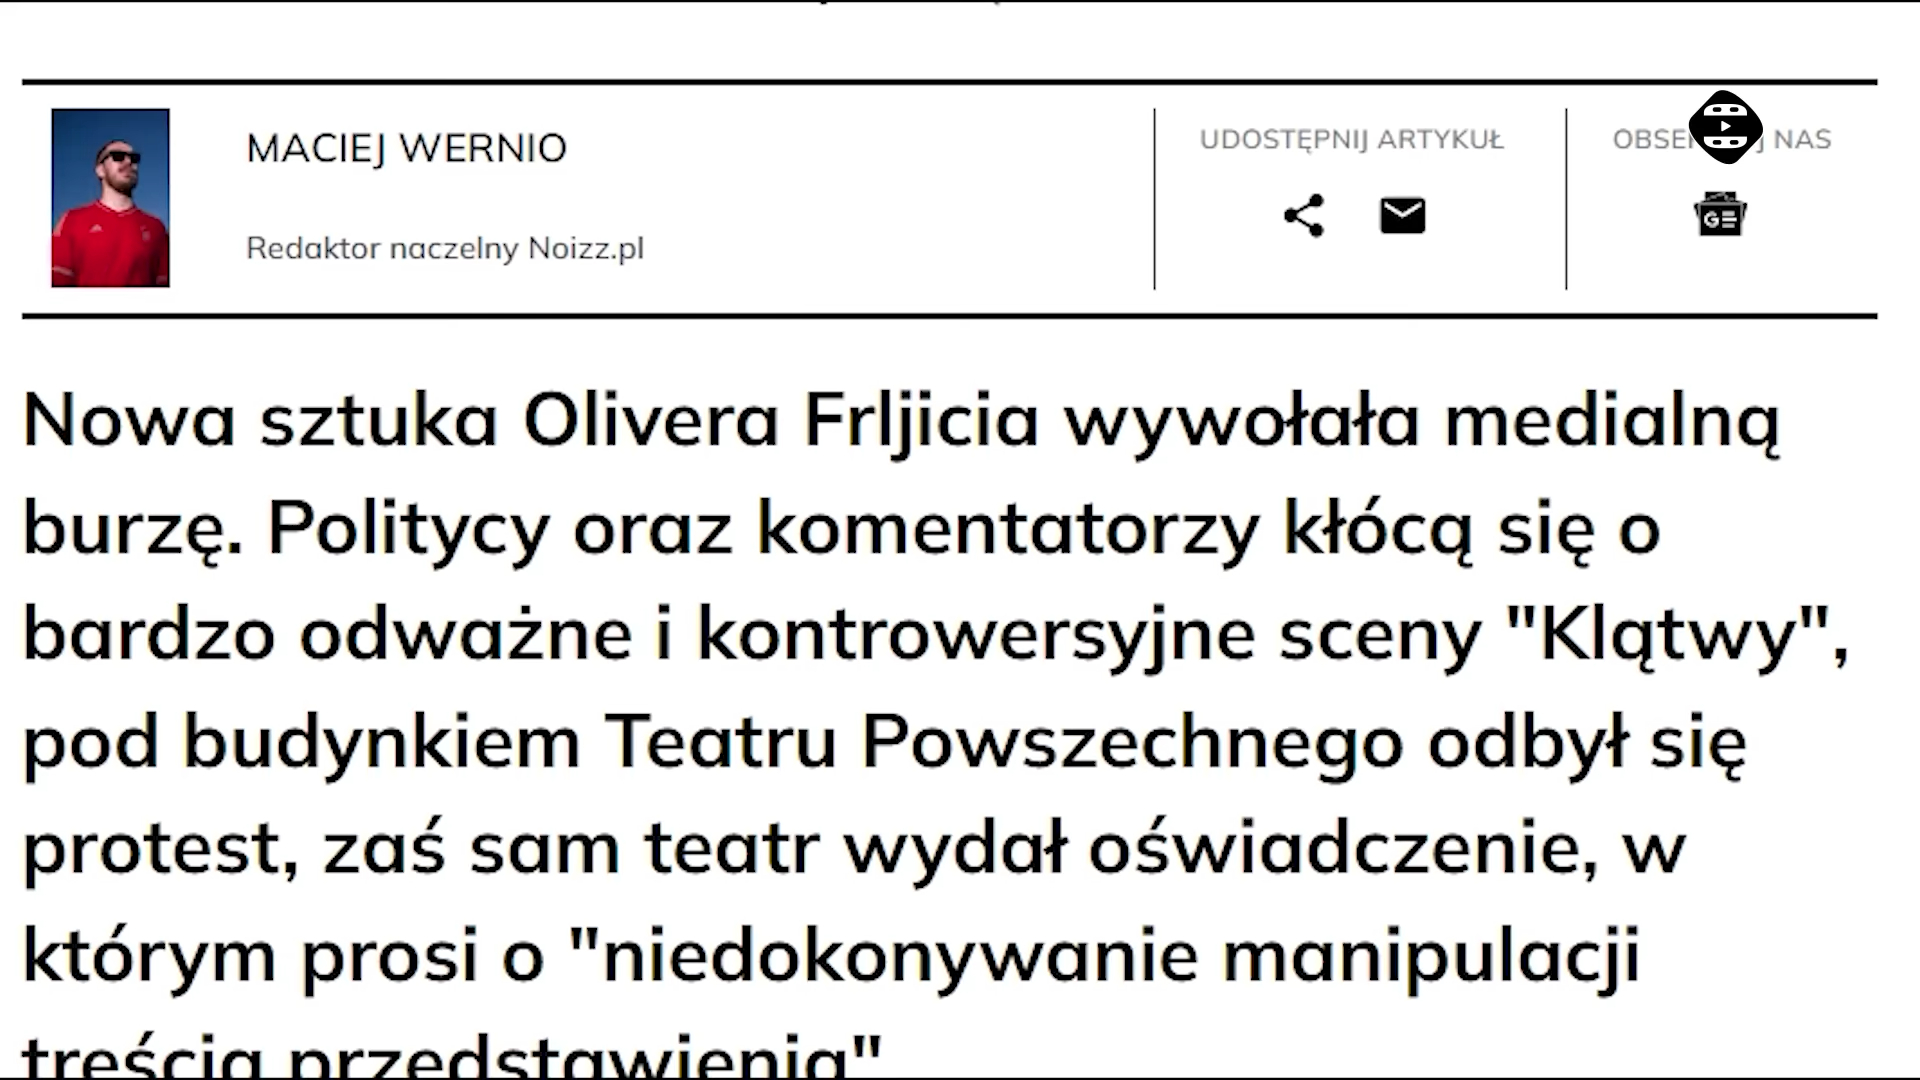 MACIEJ WERNIO
Redaktor naczelny Noizz.pl
UDOSTĘPNIJ ARTYKUŁ
NAS
Nowa sztuka Olivera Frljicia wywołała medialną
burzę. Politycy oraz komentatorzy kłócą się o
bardzo odważne i kontrowersyjne sceny "Klątwy",
pod budynkiem Teatru Powszechnego odbył się
protest, zaś sam teatr wydał oświadczenie, w
którym prosi o "niedokonywanie manipulacji
treścią przedstawienia"